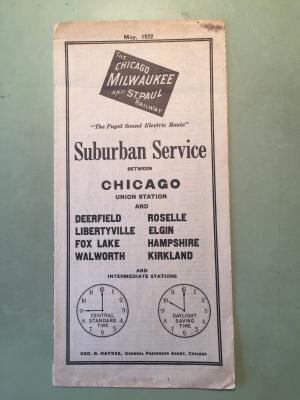 May, 1922
THE
CHICAGO
MILWAUKEE
AND ST. PAUL
RAILWAY
"The Puget Sound Electric Route"
Suburban Service
BETWEEN
CHICAGO
UNION STATION
AND
DEERFIELD ROSELLE
LIBERTYVILLE ELGIN
FOX LAKE HAMPSHIRE
WALWORTH KIRKLAND
AND
INTERMEDIATE STATIONS
CENTRAL
STANDARD
TIME
DAYLIGHT
SAVING
TIME
GEO. B. HAYNES, GENERAL PASSENGER AGENT, CHICAGO